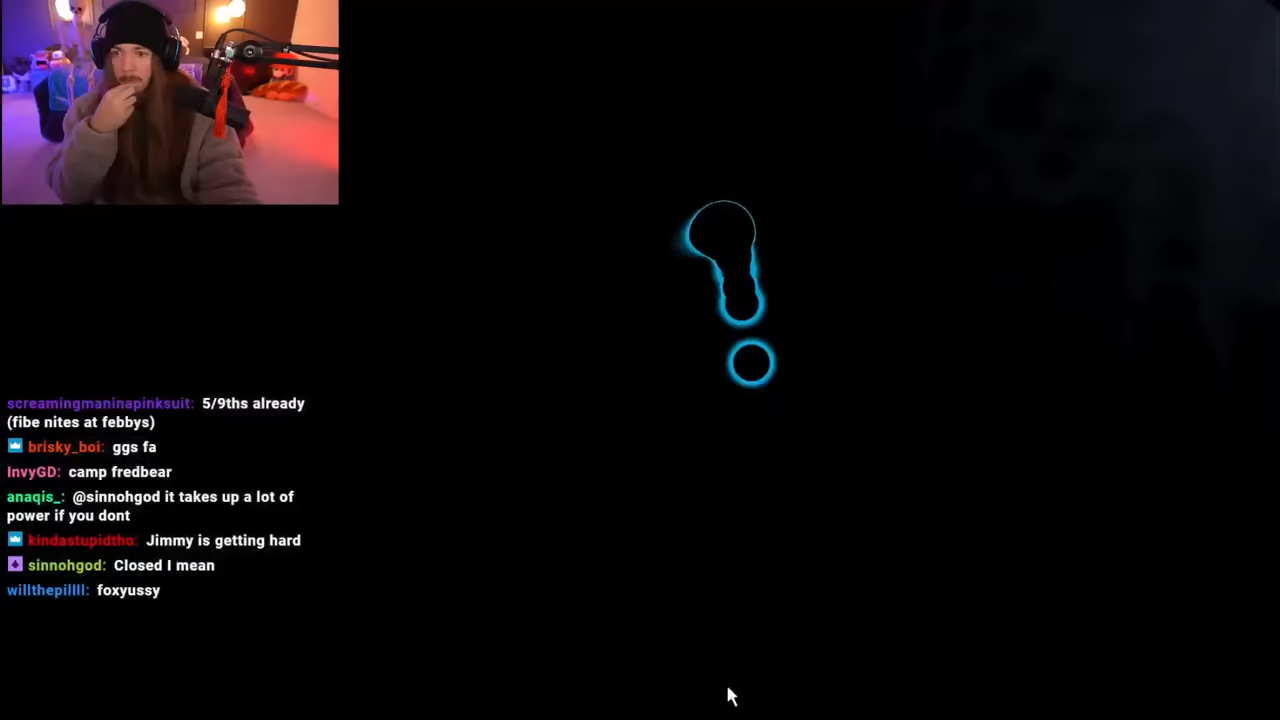 screamingmaninapinksuit: 5/9ths already
(fibe nites at febbys)
brisky_boi: ggs fa
InvyGD: camp fredbear
anaqis_: @sinnohgod it takes up a lot of
power if you dont
kindastupidtho: Jimmy is getting hard
sinnohgod: Closed I mean
willthepillll: foxyussy